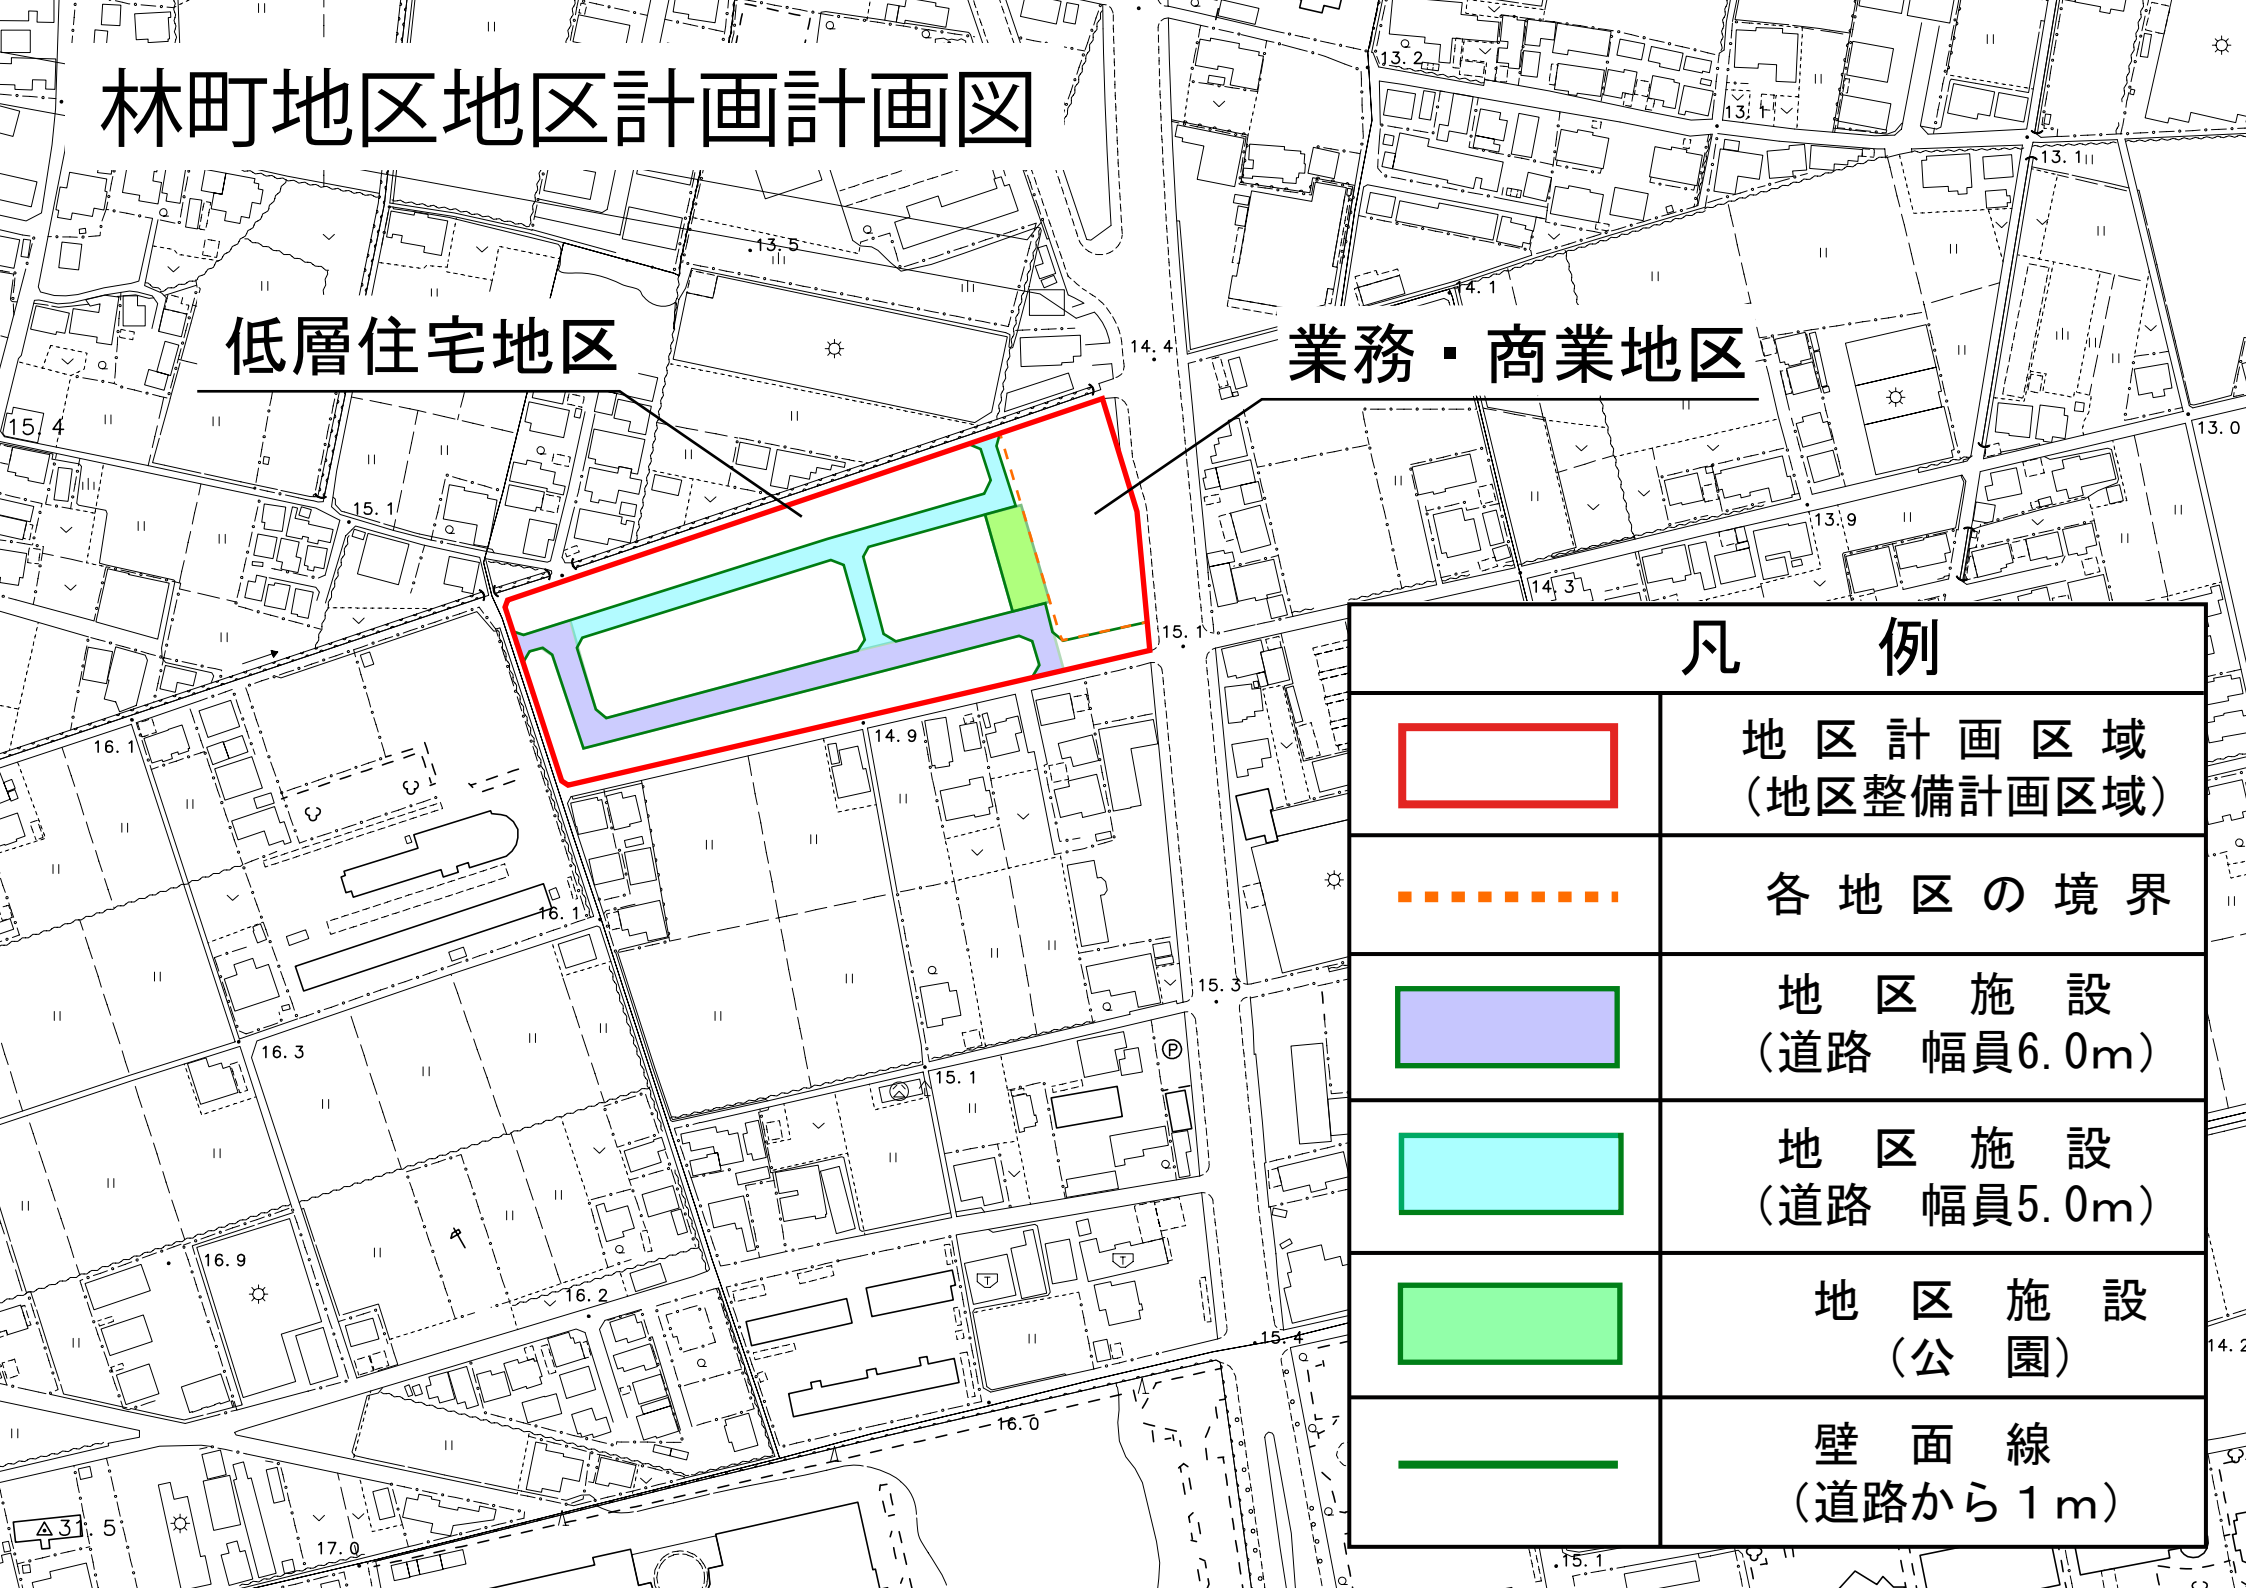 林町地区地区計画計画図
13.2
13.1
13.1
13.5
14.1
低層住宅地区
14.4
業務・商業地区
15.4
13.0
15.1
13.9
14.3
15.1
16.1
14.9
16.1
15.3
16.3
15.1
16.9
16.2
15.4
14.2
16.0
31.5
17.0
15.1
凡 例
地区計画区域
（地区整備計画区域）
各地区の境界
地区施設
（道路 幅員6.0m）
地区施設
（道路 幅員5.0m）
地区施設
（公園）
壁面線
（道路から１ｍ）